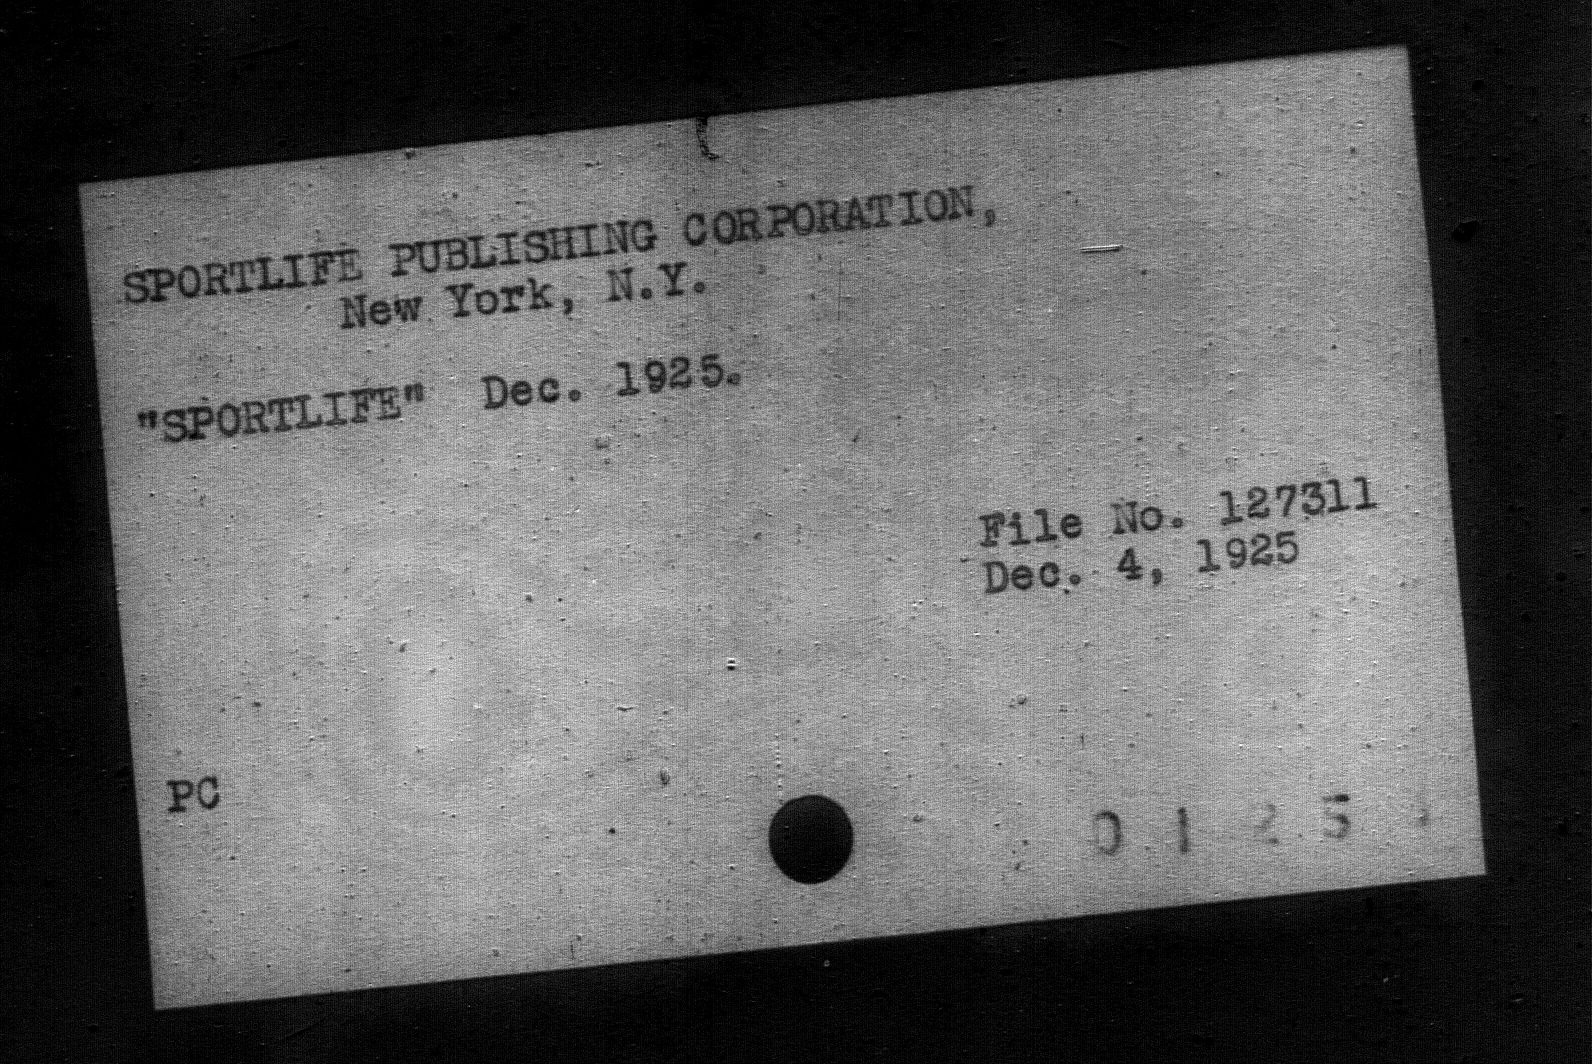 SPORTLIFE PUBLISHING CORPORATION,
New York, N.Y.
"SPORTLIFE" Dec. 1925.
File No. 127311
Dec. 4, 1925
PC